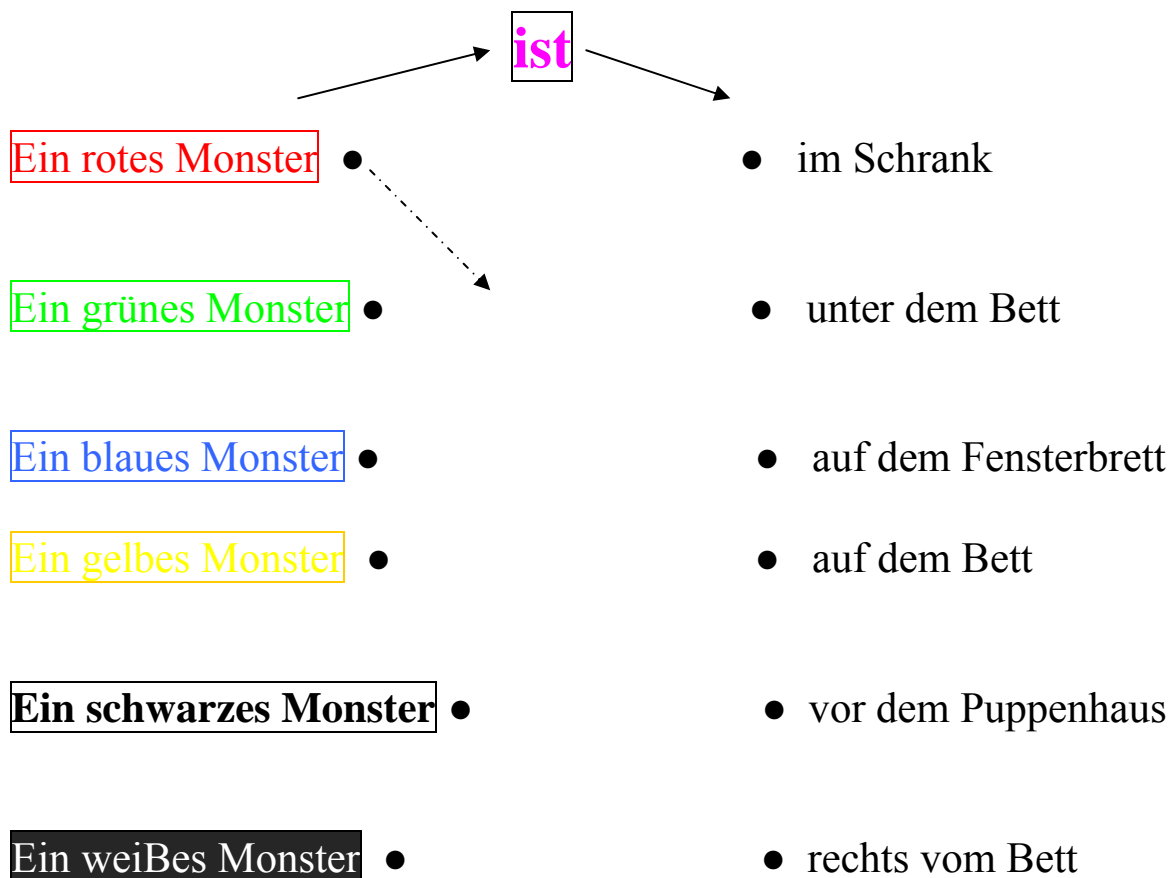 ist
Ein rotes Monster ● ● im Schrank
Ein grünes Monster ● ● unter dem Bett
Ein blaues Monster ● ● auf dem Fensterbrett
Ein gelbes Monster ● ● auf dem Bett
Ein schwarzes Monster ● ● vor dem Puppenhaus
Ein weiBes Monster ● ● rechts vom Bett